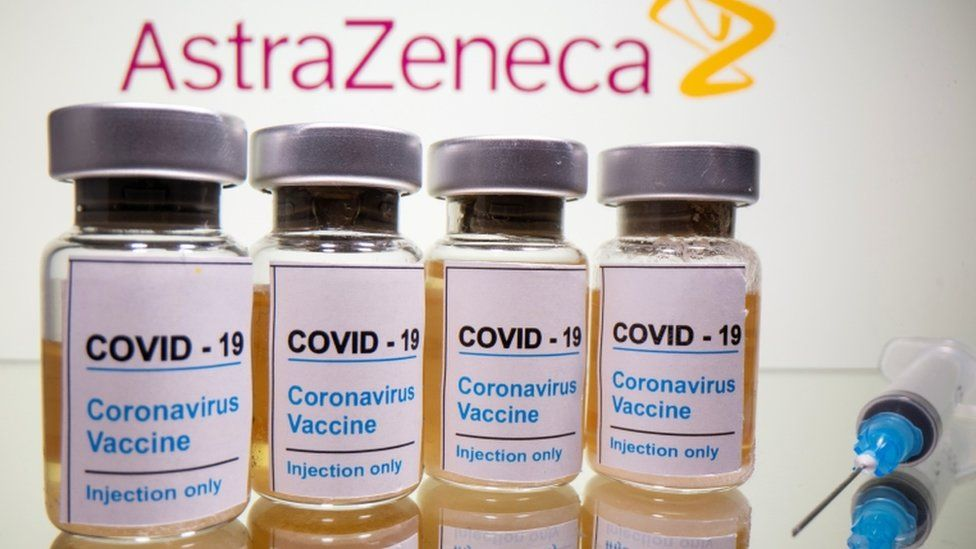 AstraZeneca
COVID - 19
Coronavirus
Vaccine
Injection only
COVID - 19
Coronavirus
Vaccine
Injection only
COVID - 19
Coronavirus
Vaccine
Injection only
COVID - 19
Coronavirus
Vaccine
Injection only